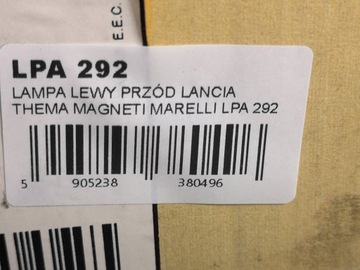 E.E.C.
LPA 292
LAMPA LEWY PRZÓD LANCIA
THEMA MAGNETI MARELLI LPA 292
5 905238 380496